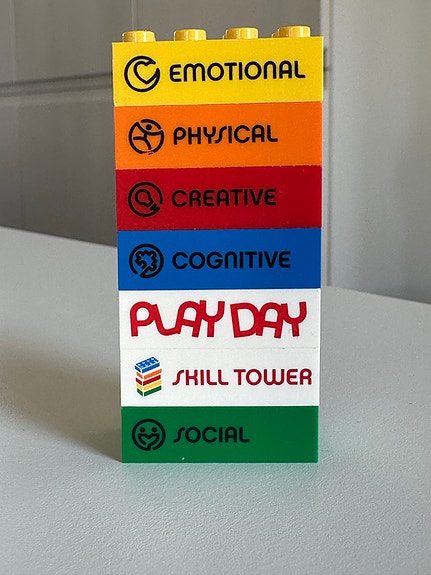 EMOTIONAL
PHYSICAL
CREATIVE
COGNITIVE
PLAY DAY
SKILL TOWER
SOCIAL